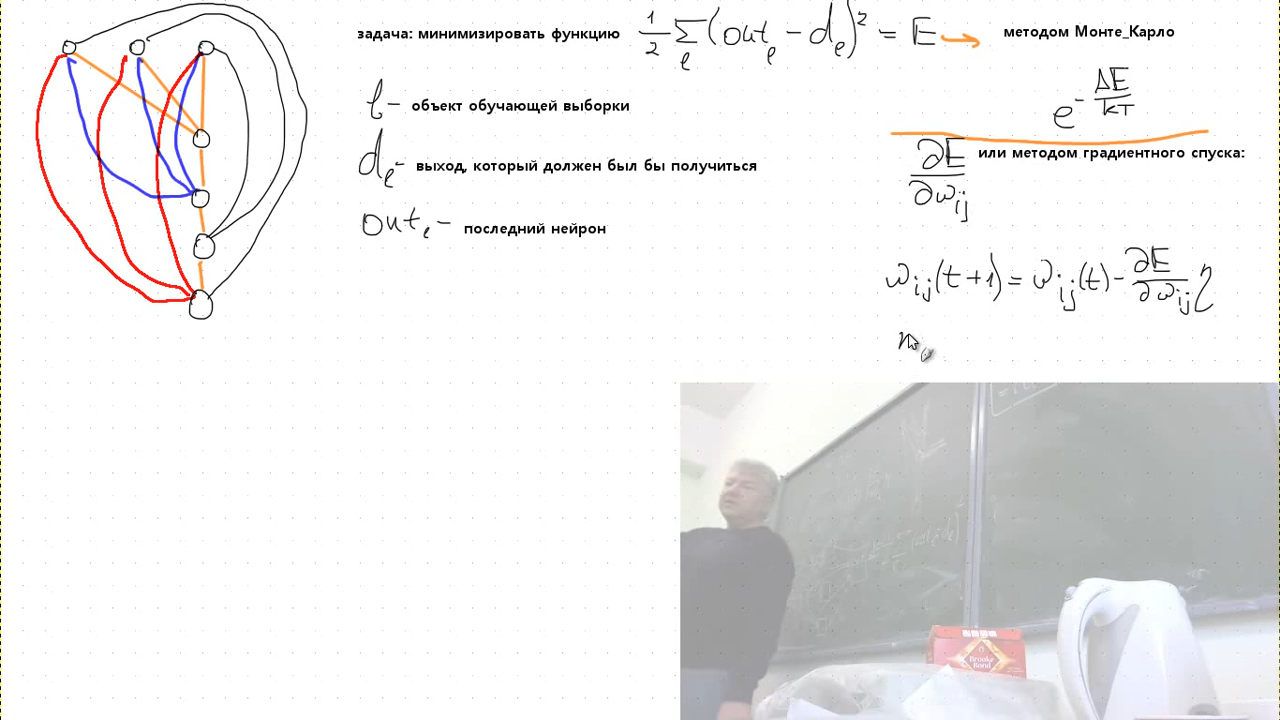 задача: минимизировать функцию 1/2 Σ_ℓ (out_ℓ - d_ℓ)² = E → методом Монте_Карло
e^(-ΔE/kT)
ℓ - объект обучающей выборки
∂E/∂ω_ij или методом градиентного спуска:
d_ℓ - выход, который должен был бы получиться
out_ℓ - последний нейрон
ω_ij(t+1) = ω_ij(t) - ∂E/∂ω_ij η
Brooke
Bond